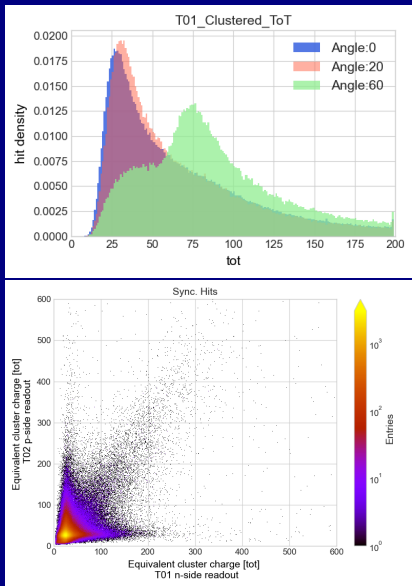 T01_Clustered_ToT
0.0200
0.0175
0.0150
0.0125
0.0100
0.0075
0.0050
0.0025
0.0000
hit density
Angle:0
Angle:20
Angle:60
0 25 50 75 100 125 150 175 200
tot
Sync. Hits
600
500
400
300
200
100
0
Equivalent cluster charge [tot]
T02 p-side readout
0 100 200 300 400 500 600
Equivalent cluster charge [tot]
T01 n-side readout
10³
10²
10¹
10⁰
Entries